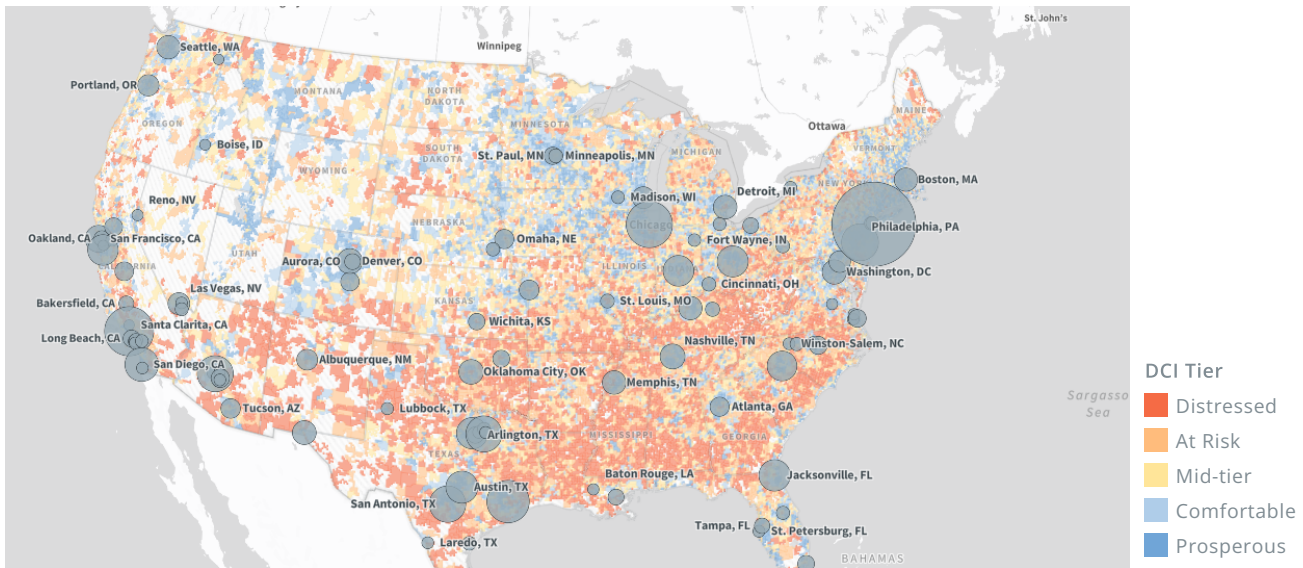 St. John's
Seattle, WA
Winnipeg
Portland, OR
MONTANA
NORTH
DAKOTA
MAINE
OREGON
MINNESOTA
Ottawa
Boise, ID
SOUTH
DAKOTA
St. Paul, MN
Minneapolis, MN
MICHIGAN
VERMONT
WYOMING
Boston, MA
Reno, NV
Madison, WI
Detroit, MI
NEW YORK
NEBRASKA
Chicago
Philadelphia, PA
Oakland, CA
San Francisco, CA
Omaha, NE
Fort Wayne, IN
UTAH
Aurora, CO
Denver, CO
CALIFORNIA
ILLINOIS
Washington, DC
Las Vegas, NV
Cincinnati, OH
Bakersfield, CA
KANSAS
St. Louis, MO
Santa Clarita, CA
Wichita, KS
Long Beach, CA
Nashville, TN
Winston-Salem, NC
San Diego, CA
Albuquerque, NM
Oklahoma City, OK
Memphis, TN
DCI Tier
Distressed
Sargasso
Sea
Tucson, AZ
Lubbock, TX
Atlanta, GA
Arlington, TX
MISSISSIPPI
GEORGIA
At Risk
TEXAS
Baton Rouge, LA
Jacksonville, FL
Mid-tier
Austin, TX
San Antonio, TX
Comfortable
Tampa, FL
St. Petersburg, FL
Laredo, TX
Prosperous
BAHAMAS